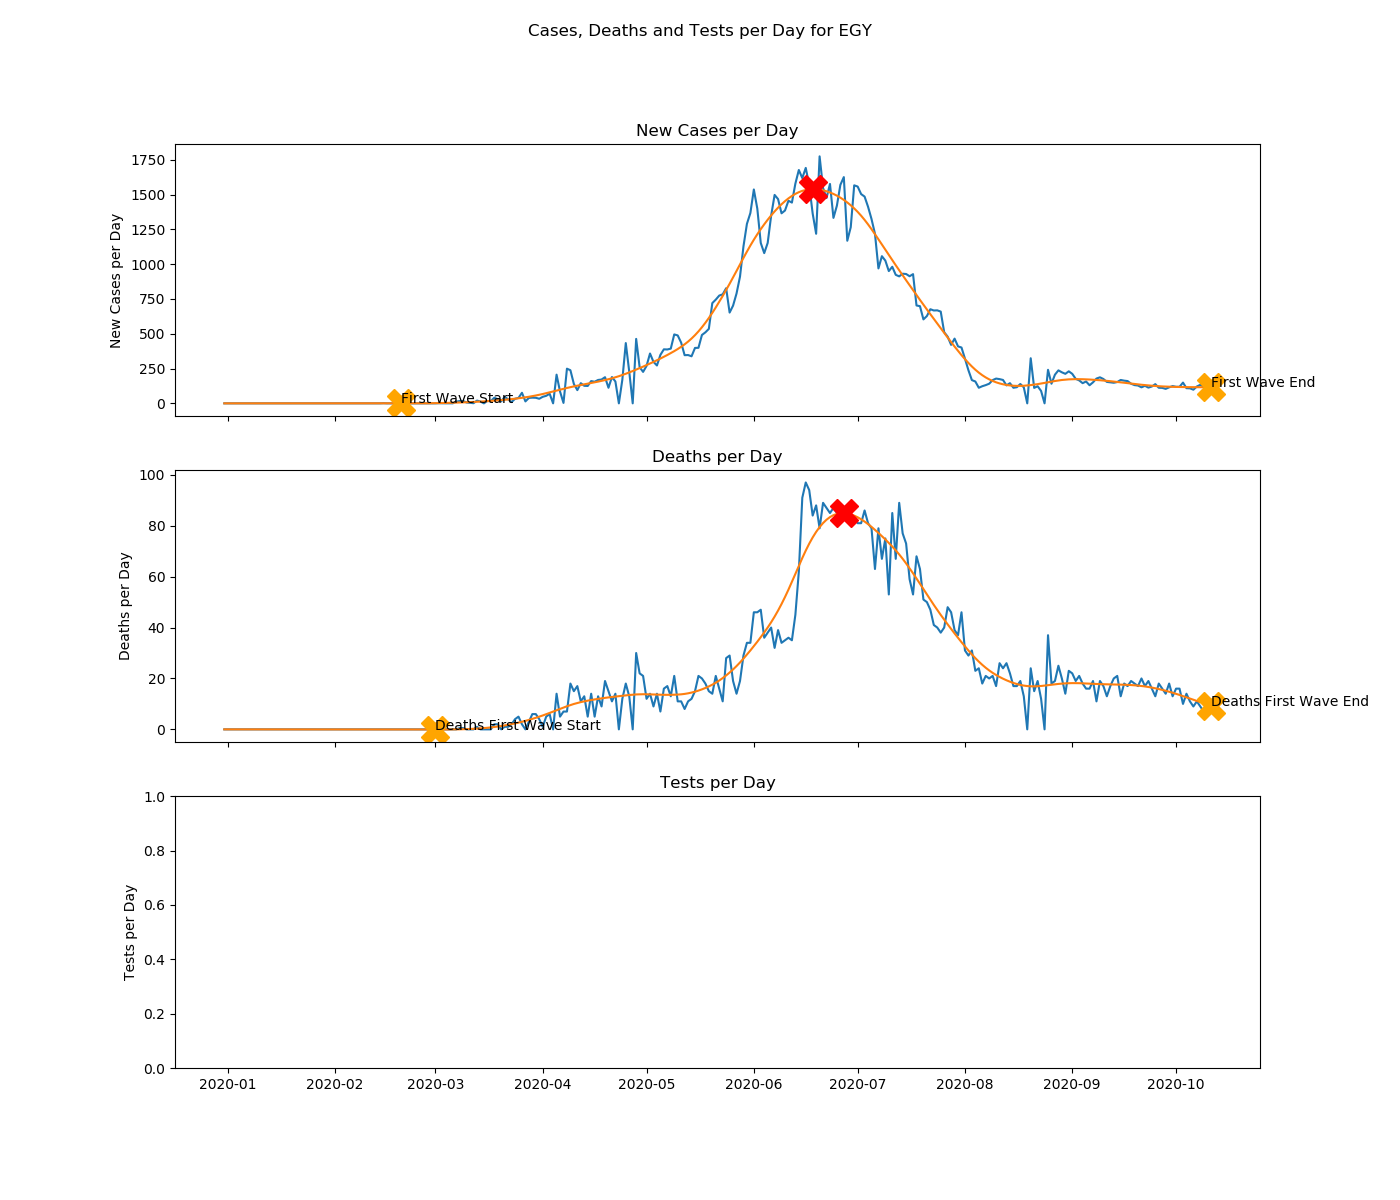 Cases, Deaths and Tests per Day for EGY
New Cases per Day
New Cases per Day
1750
1500
1250
1000
750
500
250
0
First Wave Start
First Wave End
Deaths per Day
Deaths per Day
100
80
60
40
20
0
Deaths First Wave Start
Deaths First Wave End
Tests per Day
Tests per Day
1.0
0.8
0.6
0.4
0.2
0.0
2020-01 2020-02 2020-03 2020-04 2020-05 2020-06 2020-07 2020-08 2020-09 2020-10